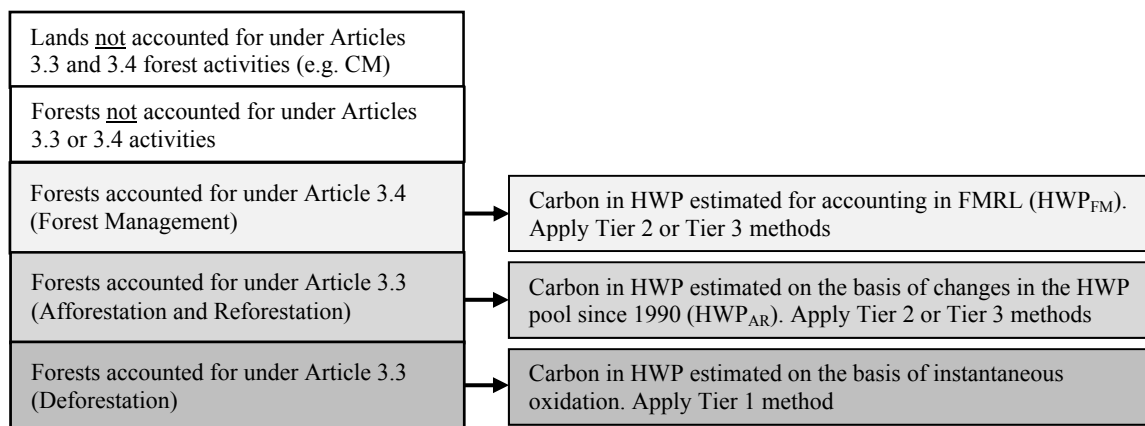 Lands not accounted for under Articles
3.3 and 3.4 forest activities (e.g. CM)
Forests not accounted for under Articles
3.3 or 3.4 activities
Forests accounted for under Article 3.4
(Forest Management)
Carbon in HWP estimated for accounting in FMRL (HWPFM).
Apply Tier 2 or Tier 3 methods
Forests accounted for under Article 3.3
(Afforestation and Reforestation)
Carbon in HWP estimated on the basis of changes in the HWP
pool since 1990 (HWPAR). Apply Tier 2 or Tier 3 methods
Forests accounted for under Article 3.3
(Deforestation)
Carbon in HWP estimated on the basis of instantaneous
oxidation. Apply Tier 1 method